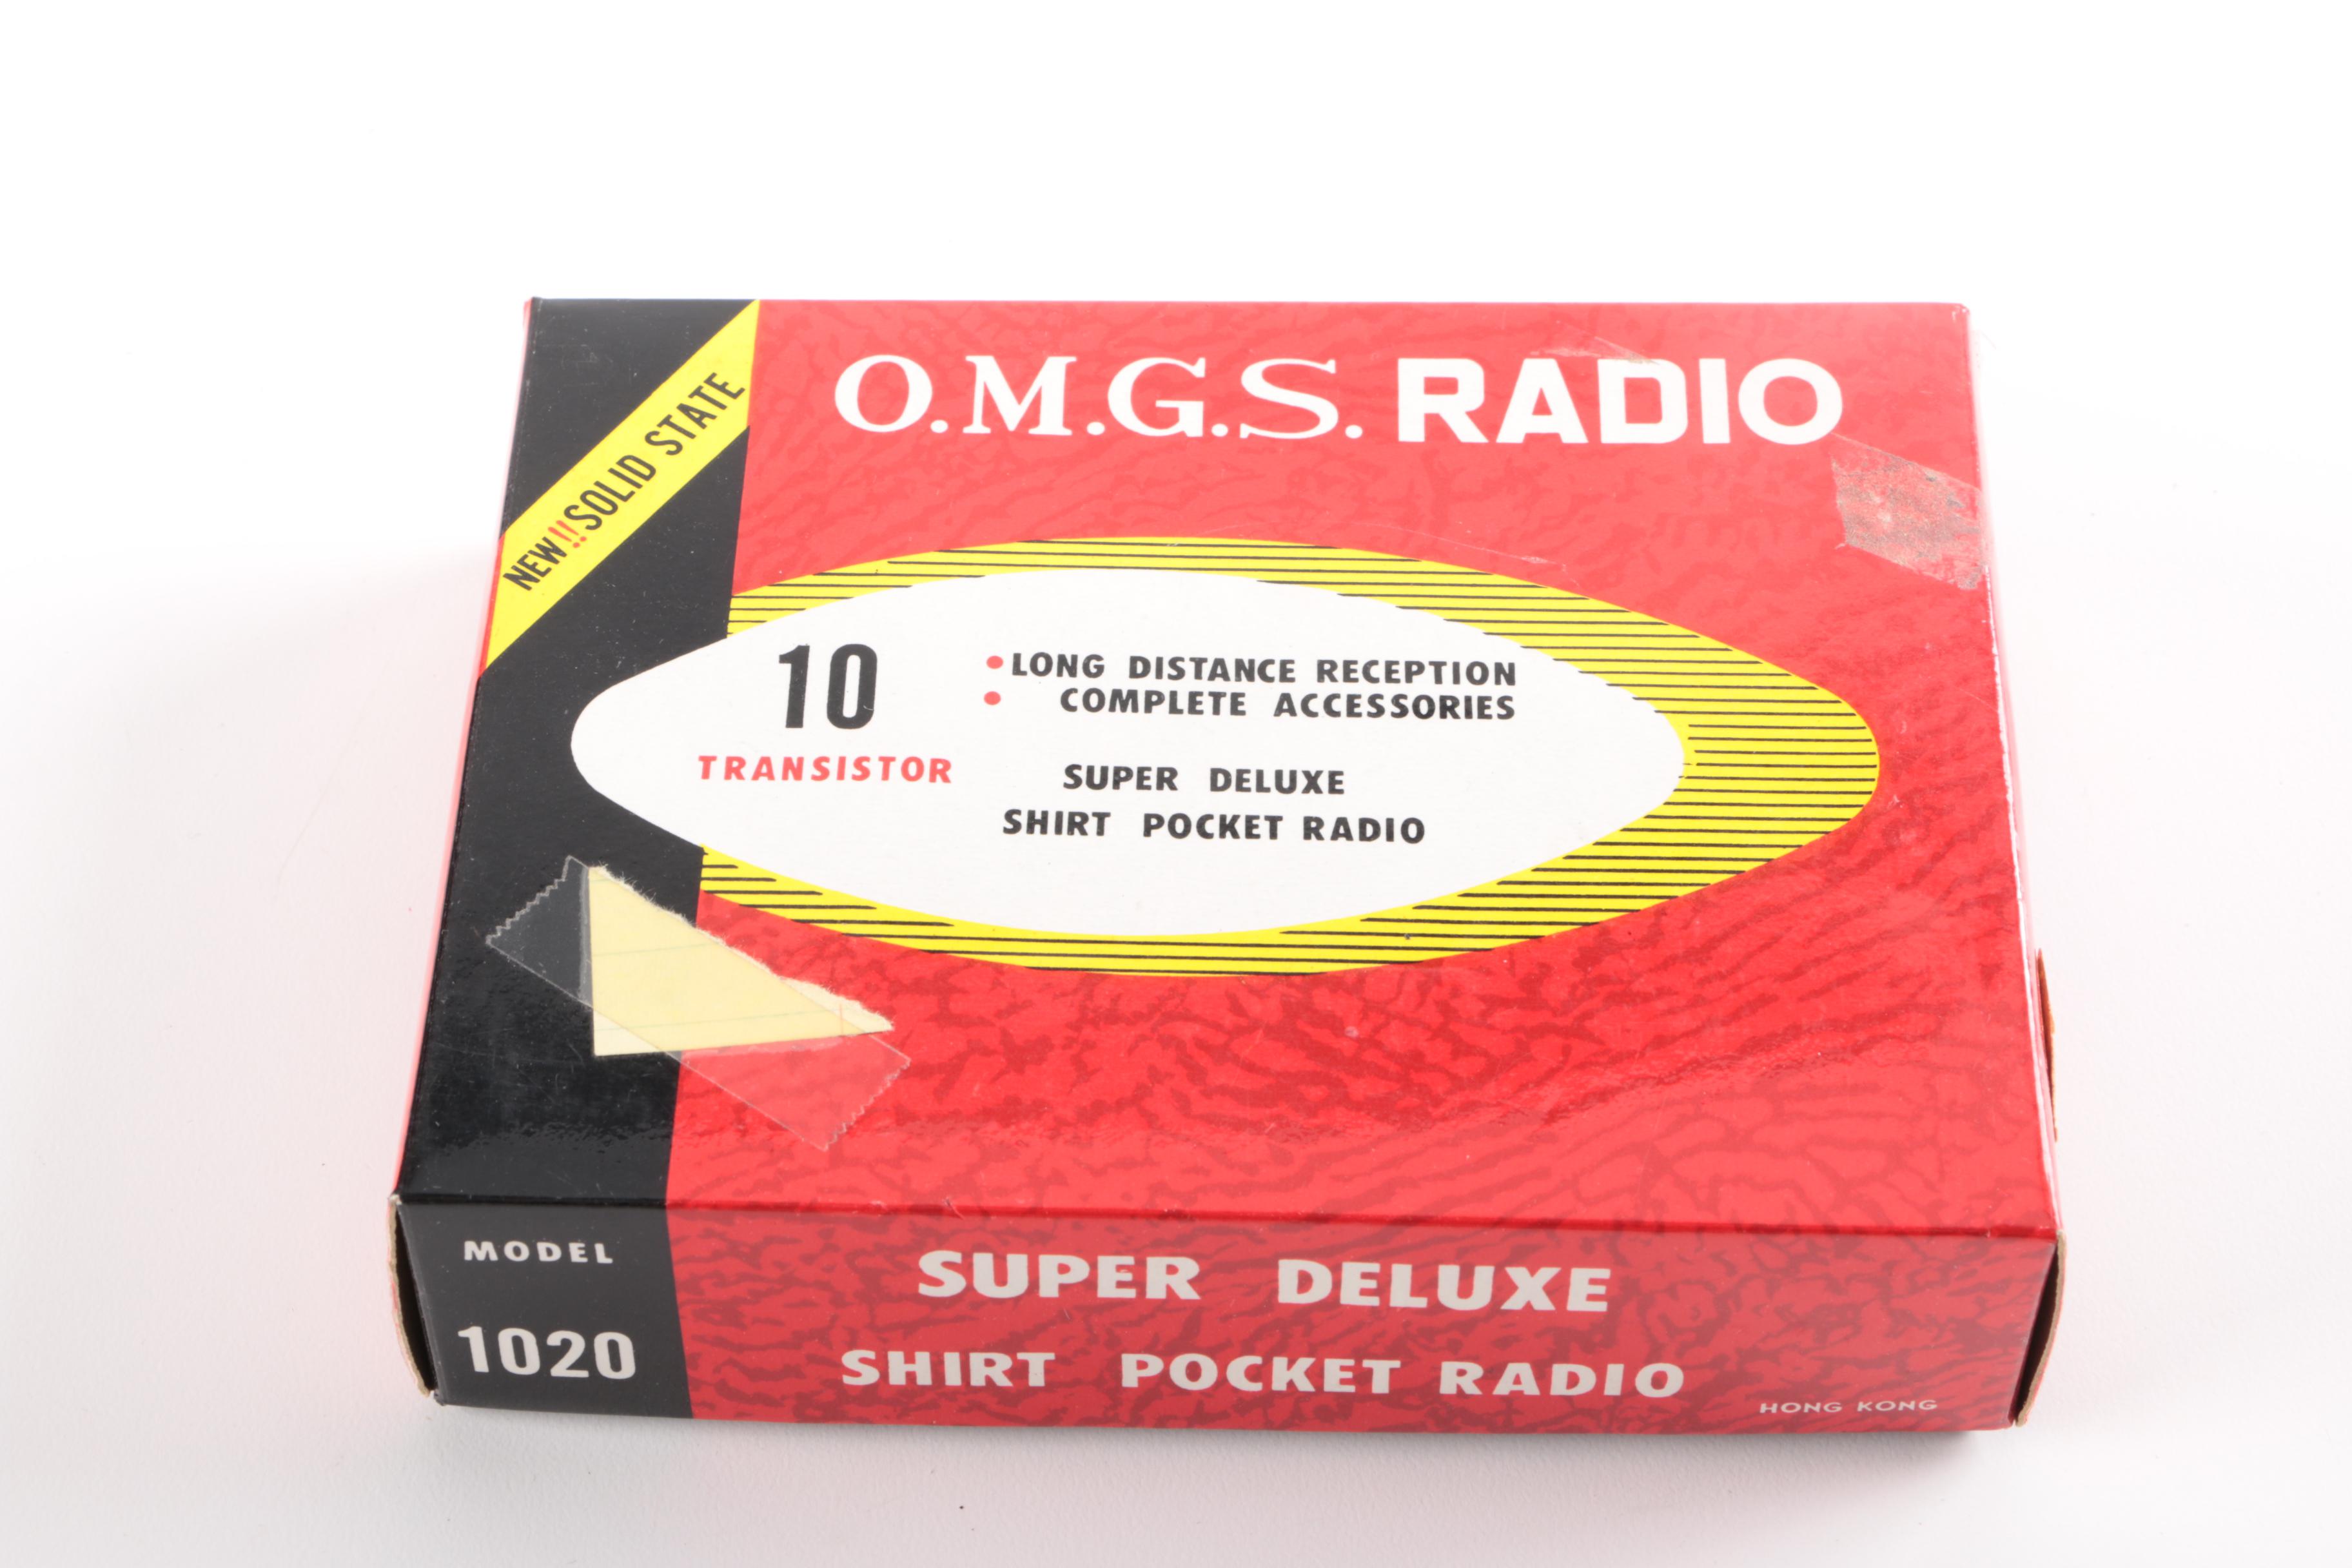 O.M.G.S. RADIO
NEW!!SOLID STATE
10
TRANSISTOR
•LONG DISTANCE RECEPTION
• COMPLETE ACCESSORIES
SUPER DELUXE
SHIRT POCKET RADIO
MODEL
1020
SUPER DELUXE
SHIRT POCKET RADIO
HONG KONG